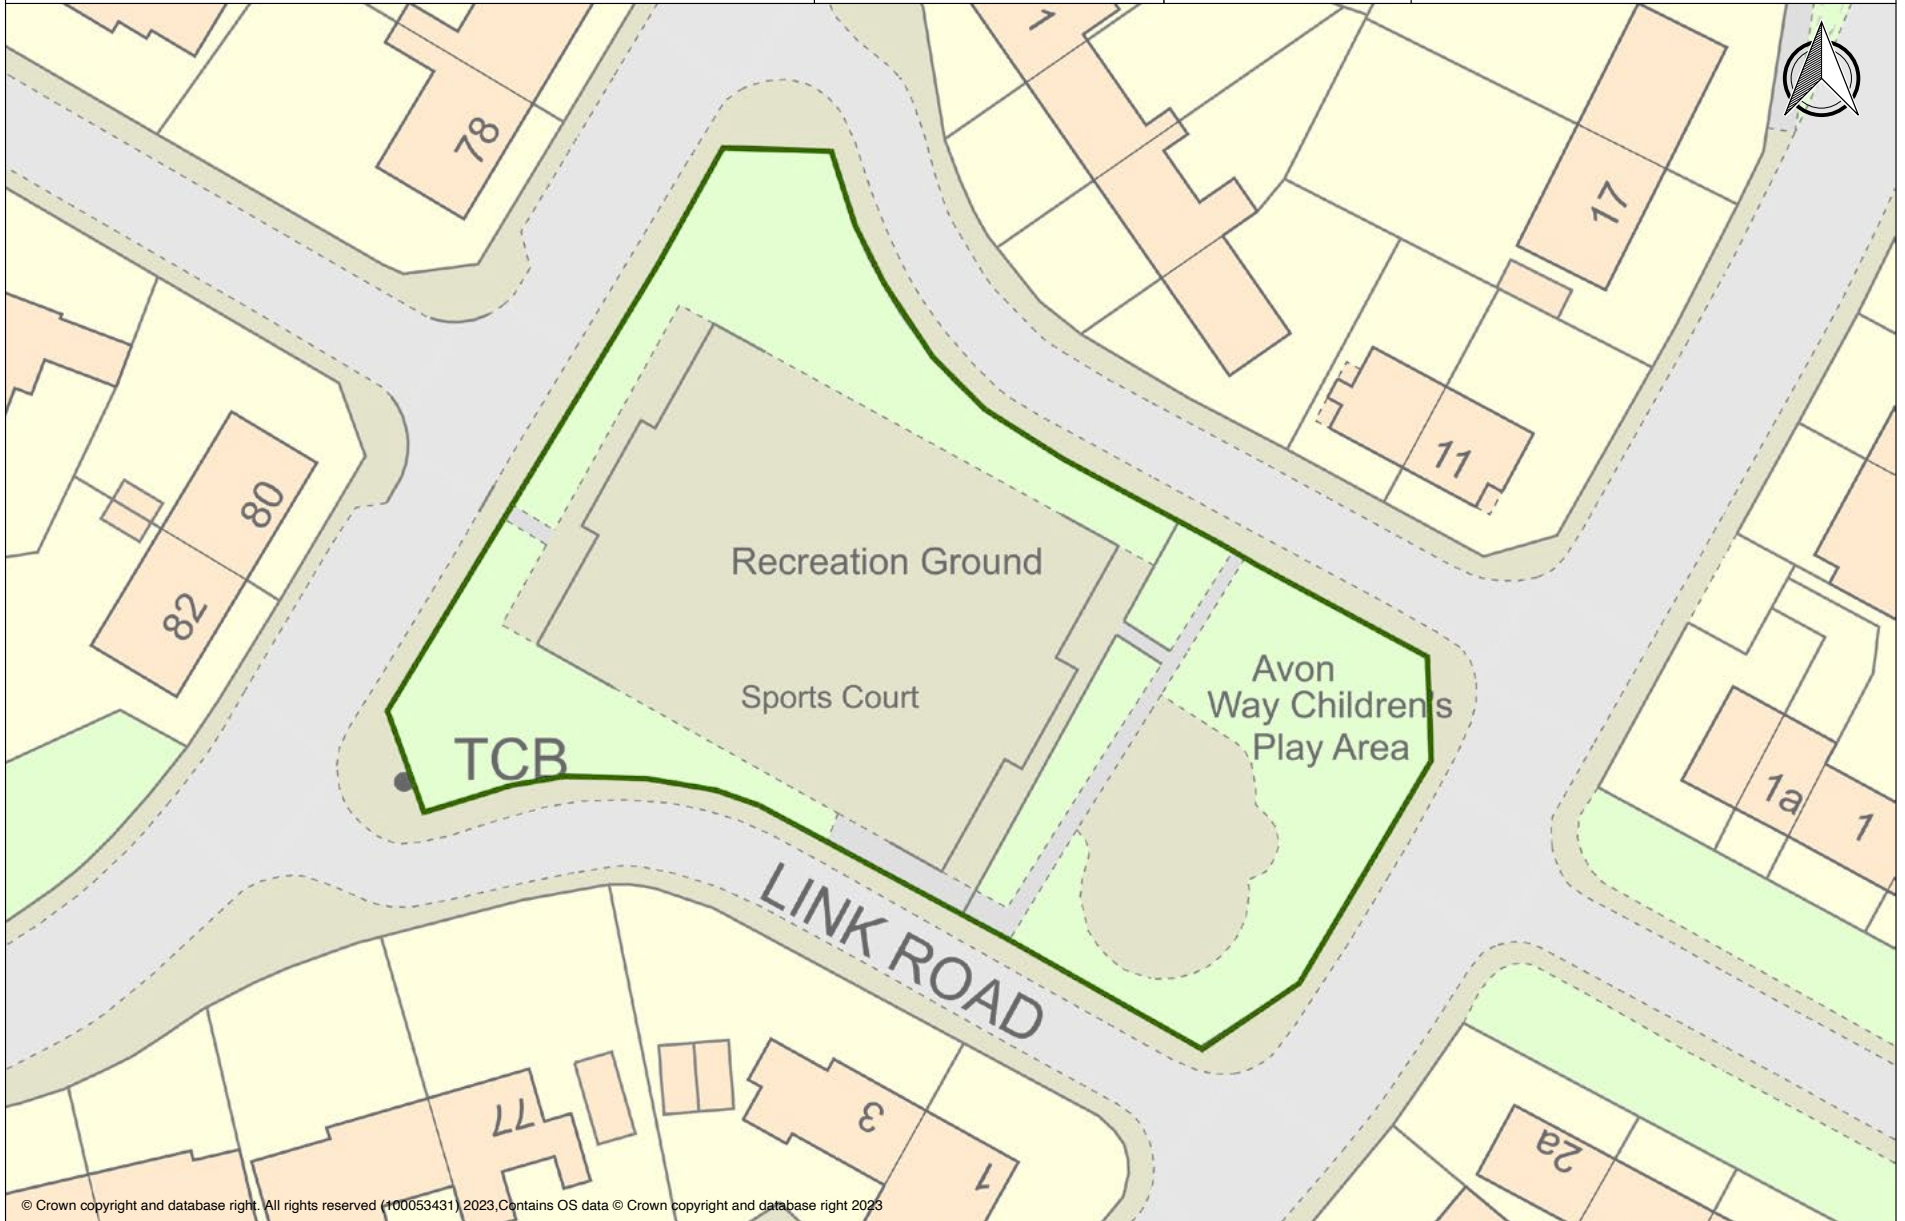 1
78
17
11
80
82
Recreation Ground
Sports Court
Avon
Way Children's
Play Area
TCB
LINK ROAD
1a
1
77
3
1
2a
© Crown copyright and database right. All rights reserved (100053431) 2023,Contains OS data © Crown copyright and database right 2023